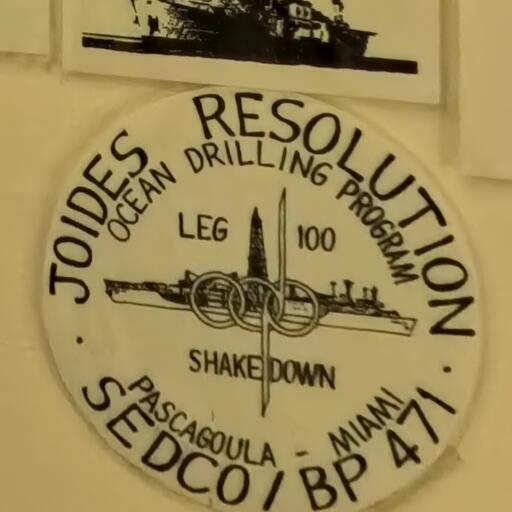 JOIDES RESOLUTION
OCEAN DRILLING PROGRAM
LEG 100
SHAKEDOWN
PASCAGOULA - MIAMI
SEDCO/BP 471